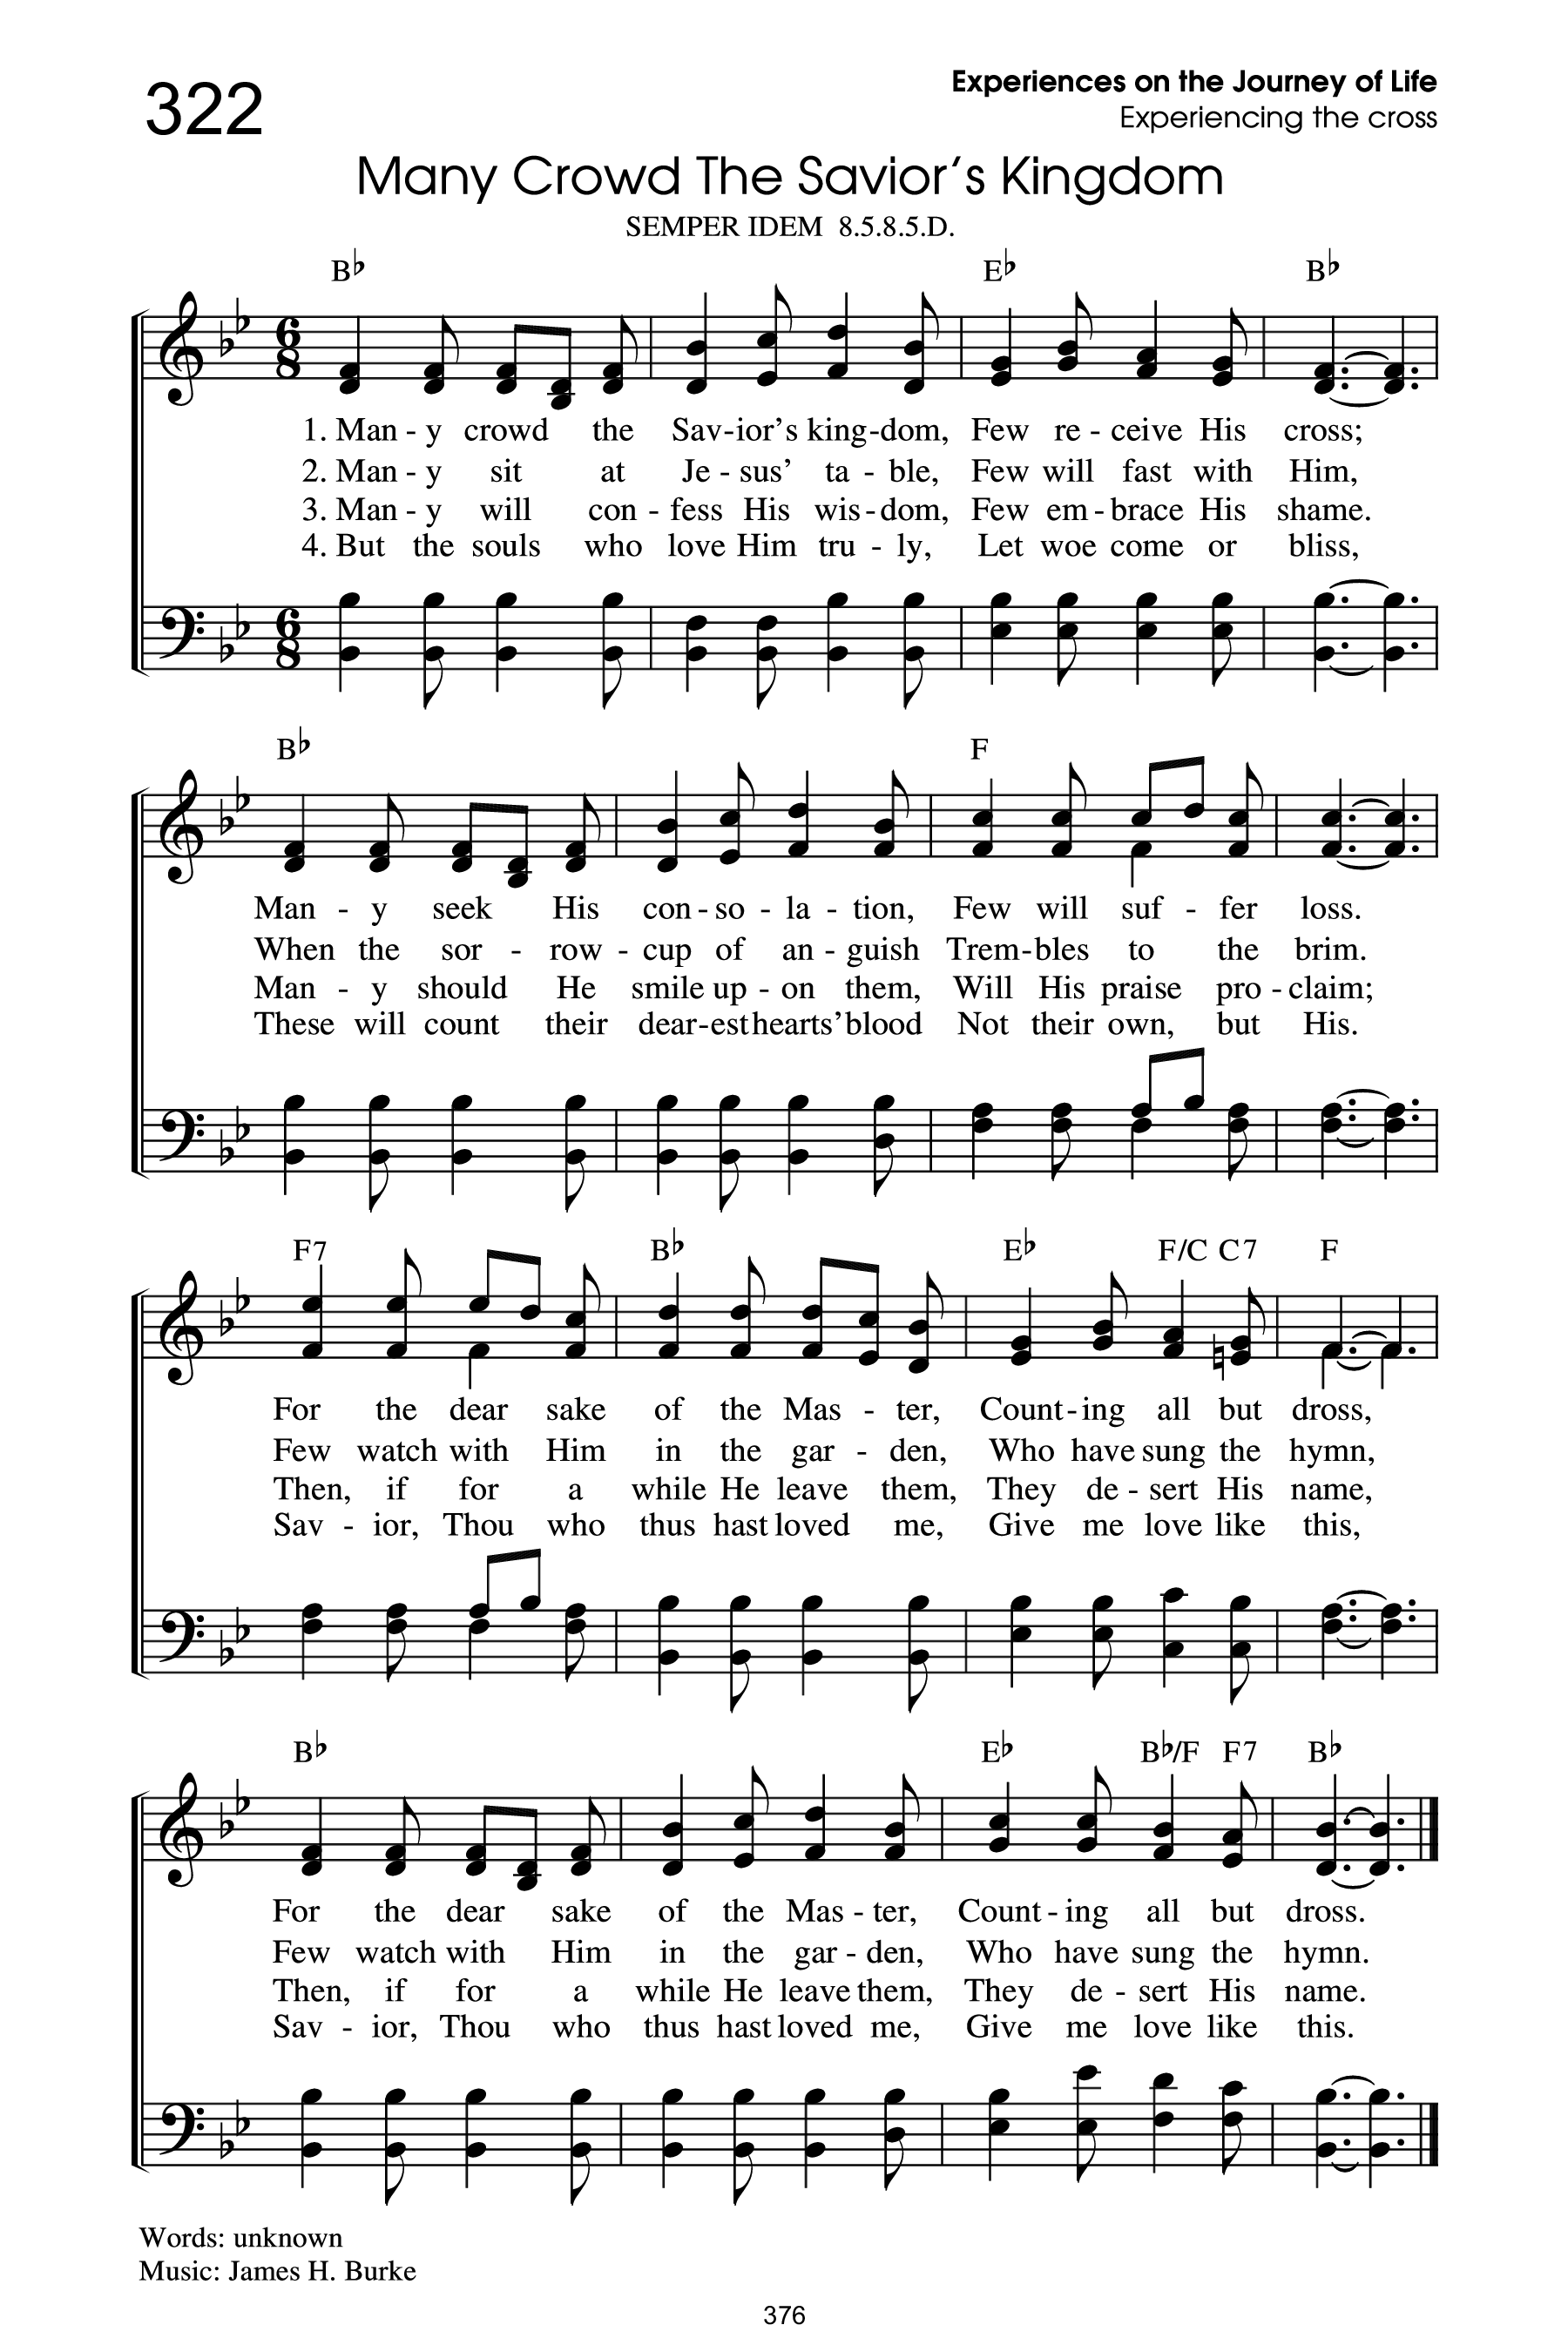 322
Experiences on the Journey of Life
Experiencing the cross
Many Crowd The Savior's Kingdom
SEMPER IDEM 8.5.8.5.D.
B♭ E♭ B♭
1. Man - y crowd the Sav - ior's king - dom, Few re - ceive His cross;
2. Man - y sit at Je - sus' ta - ble, Few will fast with Him,
3. Man - y will con - fess His wis - dom, Few em - brace His shame.
4. But the souls who love Him tru - ly, Let woe come or bliss,
B♭ F
Man - y seek His con - so - la - tion, Few will suf - fer loss.
When the sor - row - cup of an - guish Trem - bles to the brim.
Man - y should He smile up - on them, Will His praise pro - claim;
These will count their dear - est hearts' blood Not their own, but His.
F7 B♭ E♭ F/C C7 F
For the dear sake of the Mas - ter, Count - ing all but dross,
Few watch with Him in the gar - den, Who have sung the hymn,
Then, if for a while He leave them, They de - sert His name,
Sav - ior, Thou who thus hast loved me, Give me love like this,
B♭ E♭ B♭/F F7 B♭
For the dear sake of the Mas - ter, Count - ing all but dross.
Few watch with Him in the gar - den, Who have sung the hymn.
Then, if for a while He leave them, They de - sert His name.
Sav - ior, Thou who thus hast loved me, Give me love like this.
Words: unknown
Music: James H. Burke
376